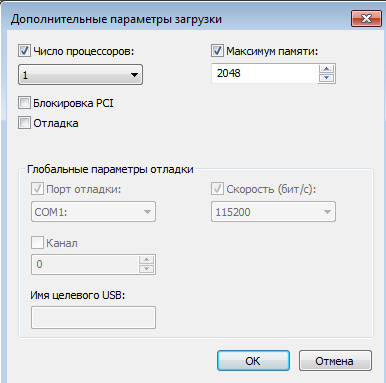 Дополнительные параметры загрузки
Число процессоров:
Максимум памяти:
1
2048
Блокировка PCI
Отладка
Глобальные параметры отладки
Порт отладки:
Скорость (бит/с):
COM1:
115200
Канал
0
Имя целевого USB:
ОК
Отмена